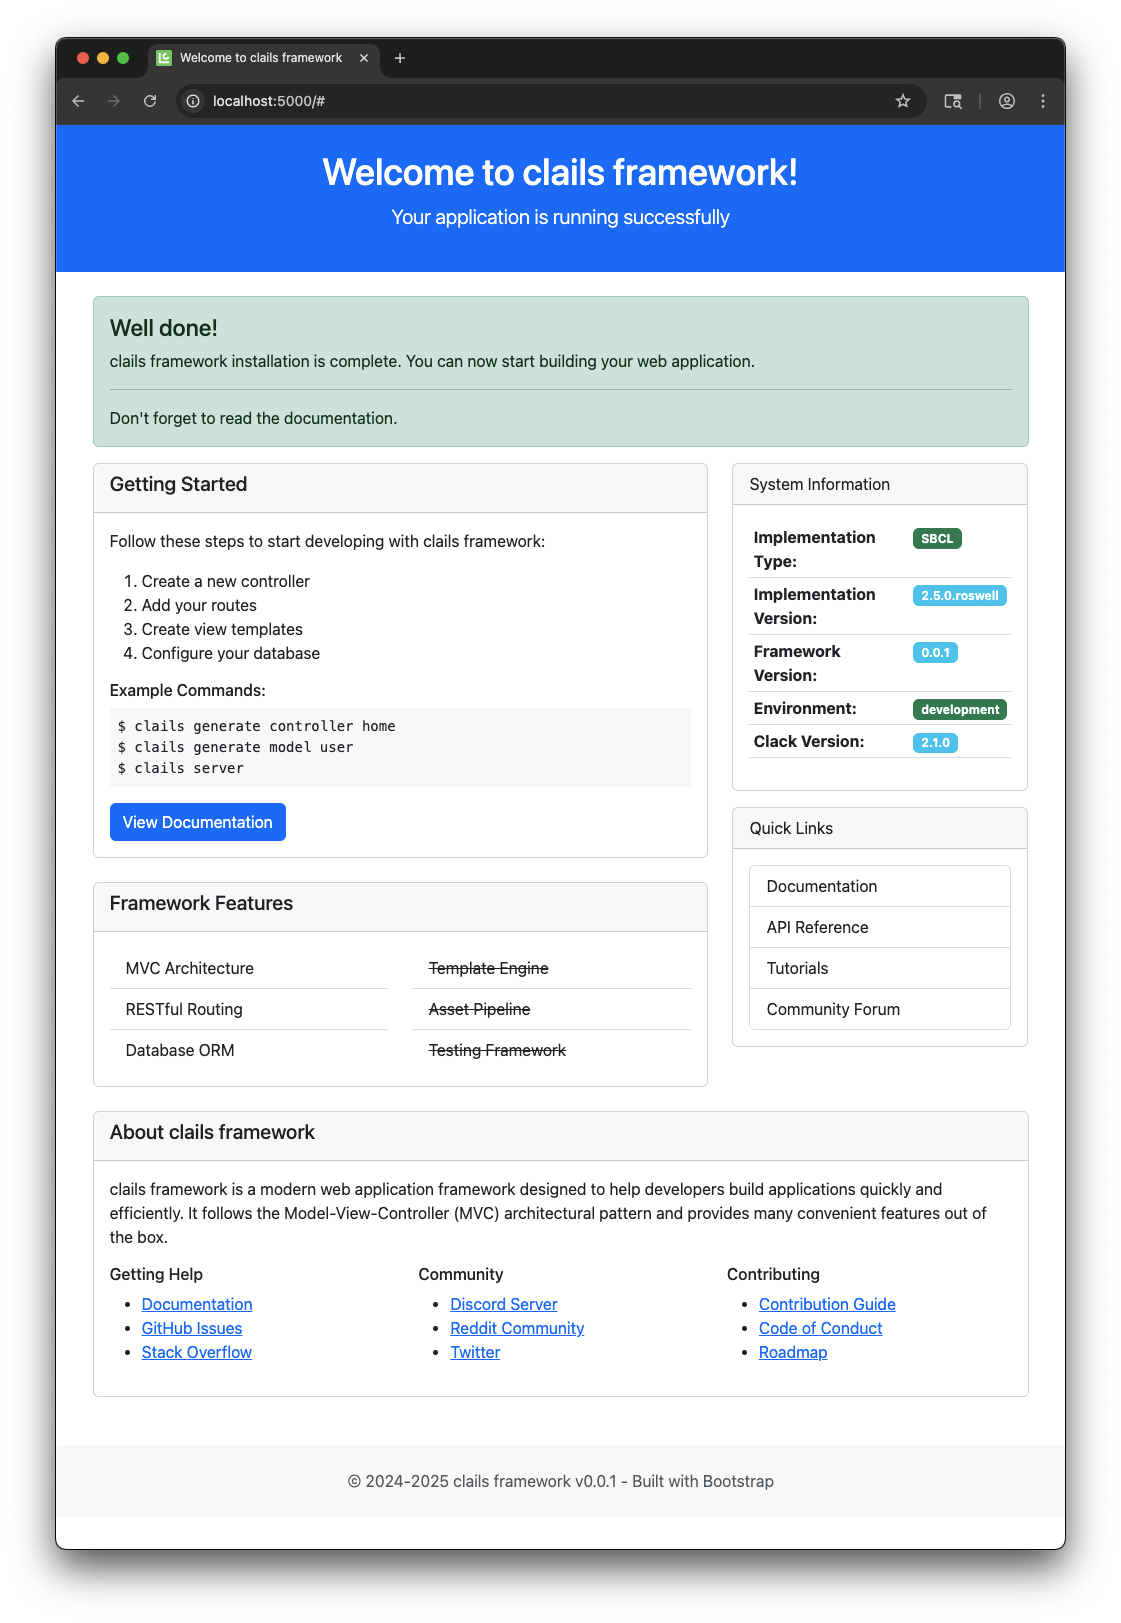 Welcome to clails framework
localhost:5000/#
Welcome to clails framework!
Your application is running successfully
Well done!
clails framework installation is complete. You can now start building your web application.
Don't forget to read the documentation.
Getting Started
Follow these steps to start developing with clails framework:
1. Create a new controller
2. Add your routes
3. Create view templates
4. Configure your database
Example Commands:
$ clails generate controller home
$ clails generate model user
$ clails server
View Documentation
System Information
Implementation Type: SBCL
Implementation Version: 2.5.0.roswell
Framework Version: 0.0.1
Environment: development
Clack Version: 2.1.0
Quick Links
Documentation
API Reference
Tutorials
Community Forum
Framework Features
MVC Architecture
RESTful Routing
Database ORM
Template Engine
Asset Pipeline
Testing Framework
About clails framework
clails framework is a modern web application framework designed to help developers build applications quickly and
efficiently. It follows the Model-View-Controller (MVC) architectural pattern and provides many convenient features out of
the box.
Getting Help
Documentation
GitHub Issues
Stack Overflow
Community
Discord Server
Reddit Community
Twitter
Contributing
Contribution Guide
Code of Conduct
Roadmap
© 2024-2025 clails framework v0.0.1 - Built with Bootstrap